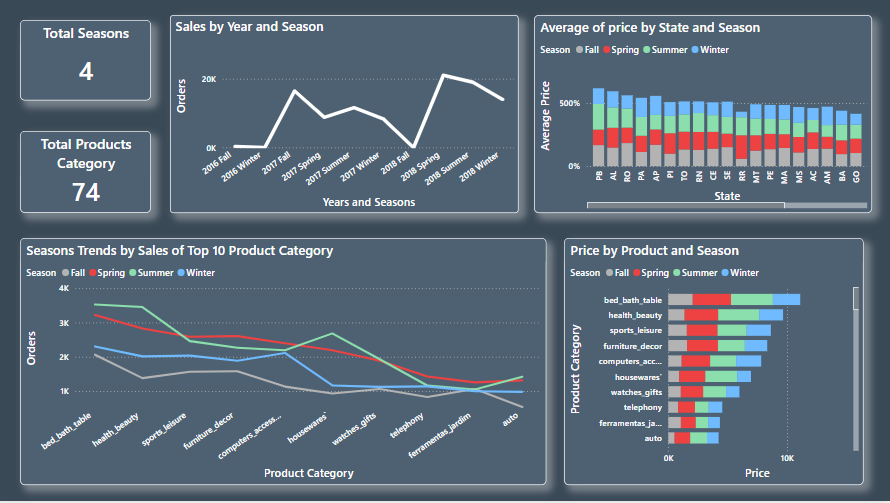 Total Seasons
4
Total Products
Category
74
Sales by Year and Season
Orders
20K
0K
2016 Fall
2016 Winter
2017 Fall
2017 Spring
2017 Summer
2017 Winter
2018 Fall
2018 Spring
2018 Summer
2018 Winter
Years and Seasons
Average of price by State and Season
Season Fall Spring Summer Winter
Average Price
500%
0%
PB
AL
RO
PA
AP
PI
TO
RN
CE
SE
RR
MT
PE
MA
MS
AC
AM
BA
GO
State
Seasons Trends by Sales of Top 10 Product Category
Season Fall Spring Summer Winter
Orders
4K
3K
2K
1K
bed_bath_table
health_beauty
sports_leisure
furniture_decor
computers_access...
housewares`
watches_gifts
telephony
ferramentas_jardim
auto
Product Category
Price by Product and Season
Season Fall Spring Summer Winter
Product Category
bed_bath_table
health_beauty
sports_leisure
furniture_decor
computers_acc...
housewares`
watches_gifts
telephony
ferramentas_ja...
auto
0K 10K
Price